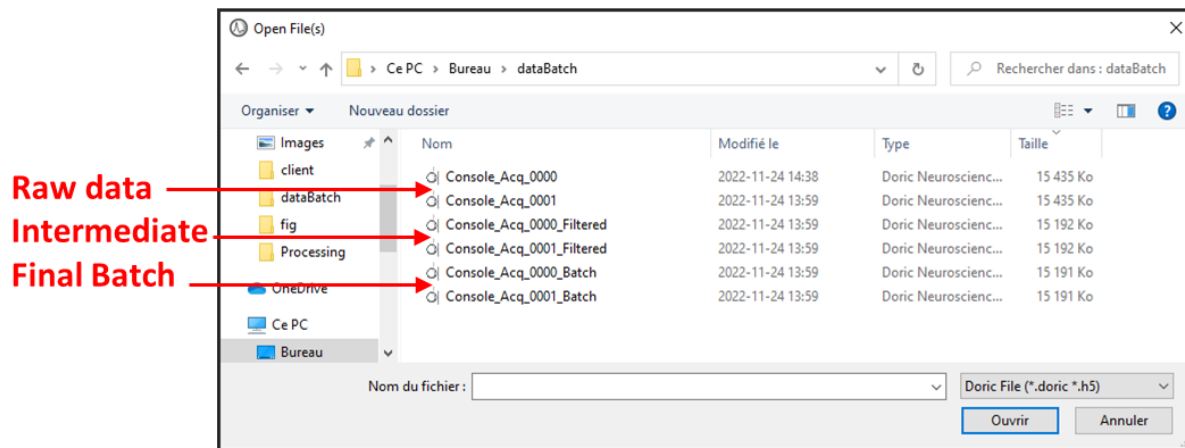 Open File(s)
Ce PC > Bureau > dataBatch
Rechercher dans : dataBatch
Organiser
Nouveau dossier
Nom
Modifié le
Type
Taille
Images
client
dataBatch
fig
Processing
OneDrive
Ce PC
Bureau
Console_Acq_0000 2022-11-24 14:38 Doric Neuroscienc... 15 435 Ko
Console_Acq_0001 2022-11-24 13:59 Doric Neuroscienc... 15 435 Ko
Console_Acq_0000_Filtered 2022-11-24 13:59 Doric Neuroscienc... 15 192 Ko
Console_Acq_0001_Filtered 2022-11-24 13:59 Doric Neuroscienc... 15 192 Ko
Console_Acq_0000_Batch 2022-11-24 13:59 Doric Neuroscienc... 15 191 Ko
Console_Acq_0001_Batch 2022-11-24 13:59 Doric Neuroscienc... 15 191 Ko
Raw data
Intermediate
Final Batch
Nom du fichier :
Doric File (*.doric *.h5)
Ouvrir
Annuler